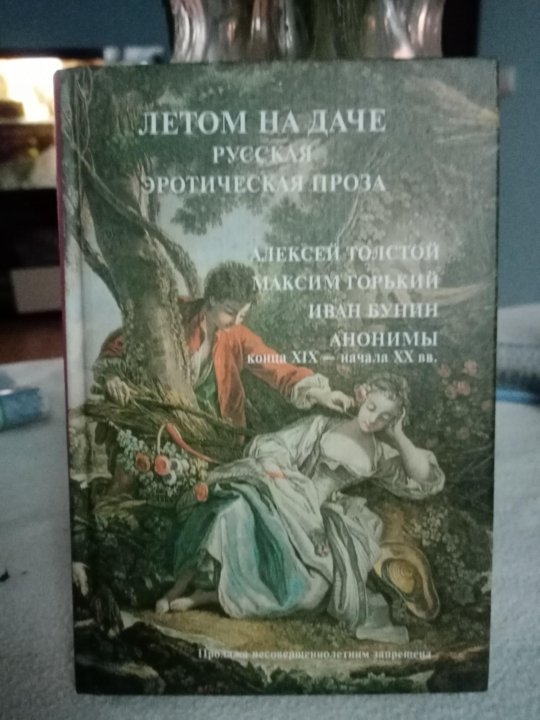 ЛЕТОМ НА ДАЧЕ
РУССКАЯ
ЭРОТИЧЕСКАЯ ПРОЗА
АЛЕКСЕЙ ТОЛСТОЙ
МАКСИМ ГОРЬКИЙ
ИВАН БУНИН
АНОНИМЫ
конца XIX — начала XX вв.
Продажа несовершеннолетним запрещена